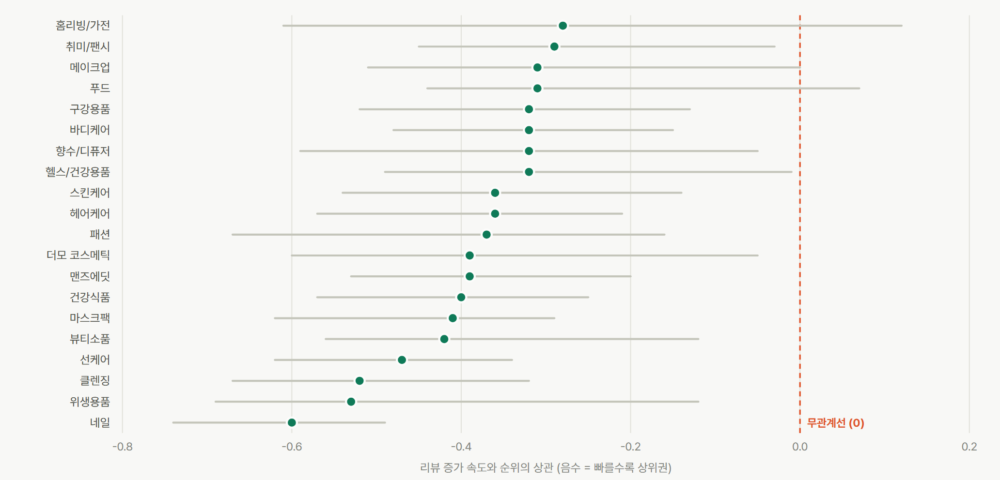 홈리빙/가전
취미/팬시
메이크업
푸드
구강용품
바디케어
향수/디퓨저
헬스/건강용품
스킨케어
헤어케어
패션
더모 코스메틱
맨즈에딧
건강식품
마스크팩
뷰티소품
선케어
클렌징
위생용품
네일
무관계선 (0)
-0.8 -0.6 -0.4 -0.2 0.0 0.2
리뷰 증가 속도와 순위의 상관 (음수 = 빠를수록 상위권)